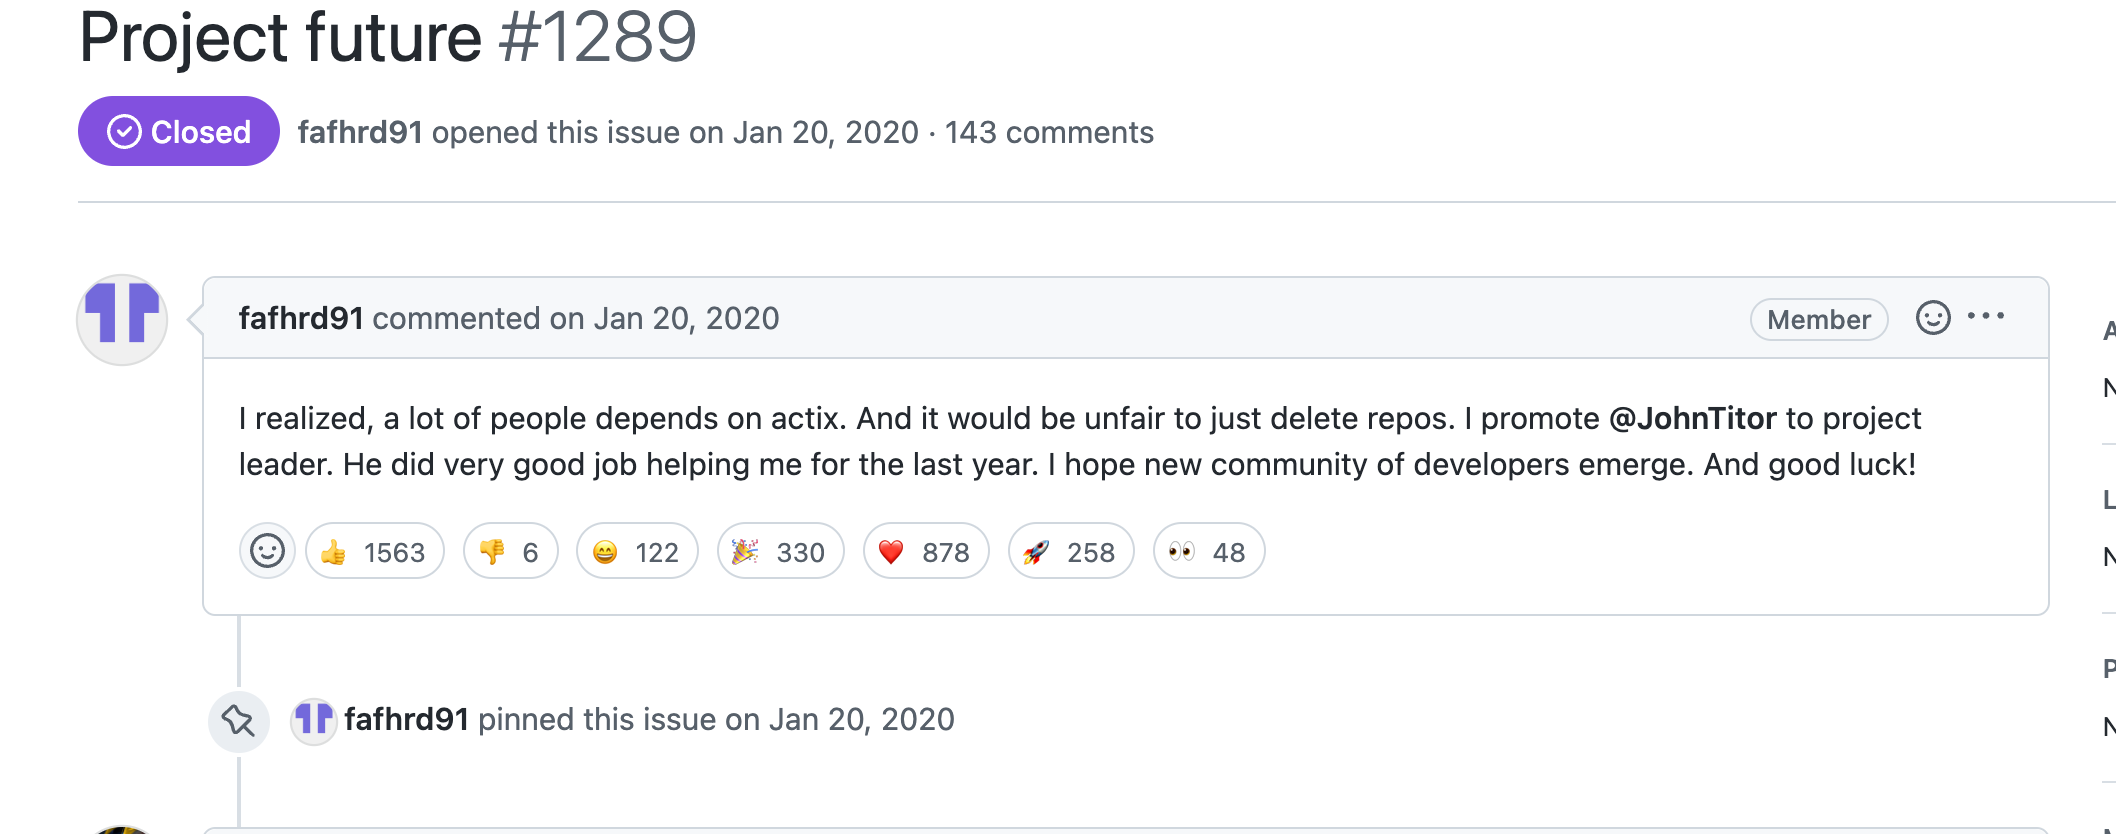 Project future #1289
Closed fafhrd91 opened this issue on Jan 20, 2020 · 143 comments
fafhrd91 commented on Jan 20, 2020 Member
I realized, a lot of people depends on actix. And it would be unfair to just delete repos. I promote @JohnTitor to project
leader. He did very good job helping me for the last year. I hope new community of developers emerge. And good luck!
👍 1563 👎 6 😄 122 🎉 330 ❤️ 878 🚀 258 👀 48
fafhrd91 pinned this issue on Jan 20, 2020